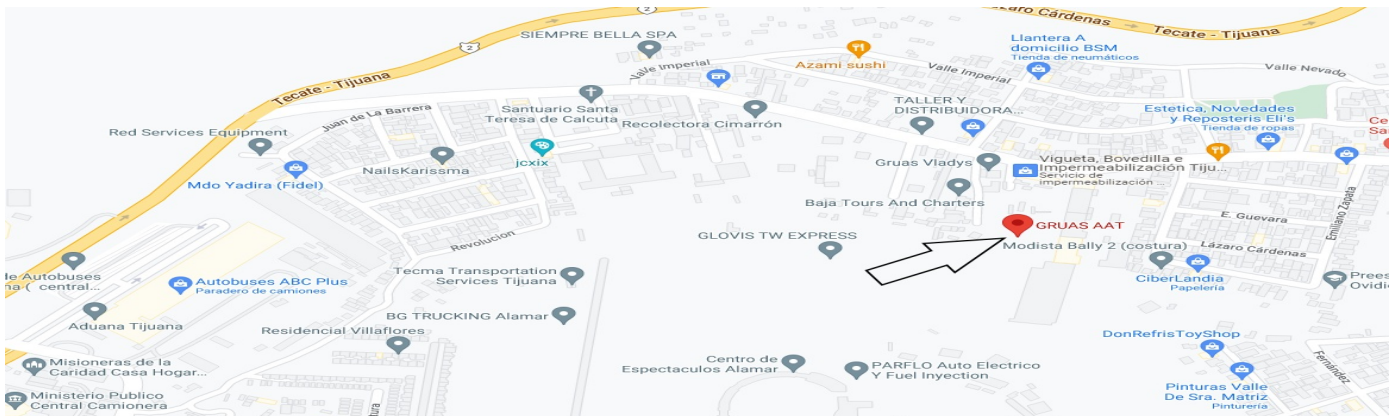 2
Lázaro Cárdenas
Tecate - Tijuana
SIEMPRE BELLA SPA
Llantera A
domicilio BSM
Tienda de neumáticos
2
Azami sushi
Valle Imperial
Valle Imperial
Valle Nevado
Tecate - Tijuana
Juan de La Barrera
Santuario Santa
Teresa de Calcuta
Recolectora Cimarrón
TALLER Y
DISTRIBUIDORA...
Estetica, Novedades
y Reposteris Eli's
Tienda de ropas
Red Services Equipment
NailsKarissma
jcxix
Mdo Yadira (Fidel)
Gruas Vladys
Vigueta, Bovedilla e
Impermeabilización Tiju...
Servicio de
impermeabilización ...
Baja Tours And Charters
E. Guevara
Emiliano Zapata
GRUAS AAT
GLOVIS TW EXPRESS
Modista Bally 2 (costura)
Lázaro Cárdenas
Revolucion
Autobuses
central...
Autobuses ABC Plus
Paradero de camiones
Tecma Transportation
Services Tijuana
CiberLandia
Papelería
Prees
Ovidi
Aduana Tijuana
BG TRUCKING Alamar
Residencial Villaflores
DonRefrisToyShop
Misioneras de la
Caridad Casa Hogar...
Centro de
Espectaculos Alamar
PARFLO Auto Electrico
Y Fuel Inyection
Fernández
Ministerio Publico
Central Camionera
Pinturas Valle
De Sra. Matriz
Pinturería